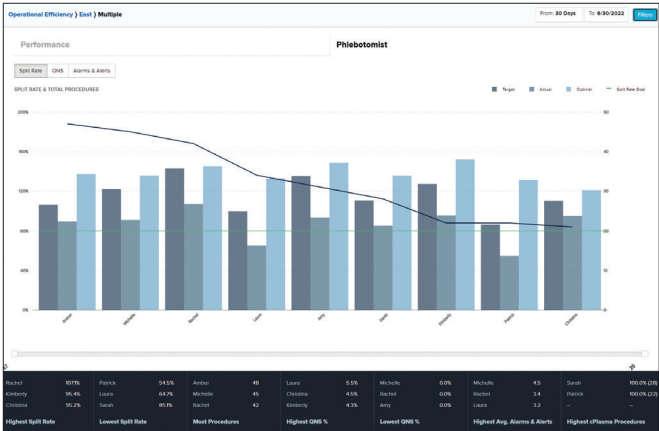 Operational Efficiency ) East ) Multiple
From: 30 Days
To: 6/30/2022
Filters
Performance
Phlebotomist
Split Rate
QNS
Alarms & Alerts
SPLIT RATE & TOTAL PROCEDURES
Target
Actual
Optimal
Split Rate Goal
200%
160%
120%
80%
40%
0%
50
40
30
20
10
0
Amber
Michelle
Rachel
Laura
Amy
Sarah
Kimberly
Patrick
Christina
Rachel 107.1%
Kimberly 95.4%
Christina 95.2%
Highest Split Rate
Patrick 54.5%
Laura 64.7%
Sarah 85.1%
Lowest Split Rate
Amber 48
Michelle 45
Rachel 42
Most Procedures
Laura 5.5%
Christina 4.5%
Kimberly 4.3%
Highest QNS %
Michelle 0.0%
Rachel 0.0%
Amy 0.0%
Lowest QNS %
Michelle 4.5
Rachel 3.4
Laura 3.2
Highest Avg. Alarms & Alerts
Sarah 100.0% (28)
Patrick 100.0% (22)
– –
Highest cPlasma Procedures